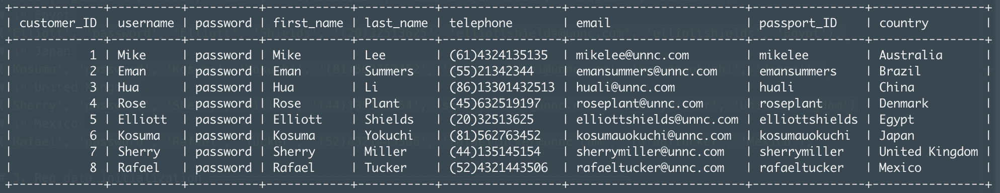 +-------------+----------+----------+------------+-----------+-----------------+-------------------------+----------------+----------------+
| customer_ID | username | password | first_name | last_name | telephone       | email                   | passport_ID    | country        |
+-------------+----------+----------+------------+-----------+-----------------+-------------------------+----------------+----------------+
|           1 | Mike     | password | Mike       | Lee       | (61)4324135135  | mikelee@unnc.com        | mikelee        | Australia      |
|           2 | Eman     | password | Eman       | Summers   | (55)21342344    | emansummers@unnc.com    | emansummers    | Brazil         |
|           3 | Hua      | password | Hua        | Li        | (86)13301432513 | huali@unnc.com          | huali          | China          |
|           4 | Rose     | password | Rose       | Plant     | (45)632519197   | roseplant@unnc.com      | roseplant      | Denmark        |
|           5 | Elliott  | password | Elliott    | Shields   | (20)32513625    | elliottshields@unnc.com | elliottshields | Egypt          |
|           6 | Kosuma   | password | Kosuma     | Yokuchi   | (81)562763452   | kosumauokuchi@unnc.com  | kosumauokuchi  | Japan          |
|           7 | Sherry   | password | Sherry     | Miller    | (44)135145154   | sherrymiller@unnc.com   | sherrymiller   | United Kingdom |
|           8 | Rafael   | password | Rafael     | Tucker    | (52)4321443506  | rafaeltucker@unnc.com   | rafaeltucker   | Mexico         |
+-------------+----------+----------+------------+-----------+-----------------+-------------------------+----------------+----------------+